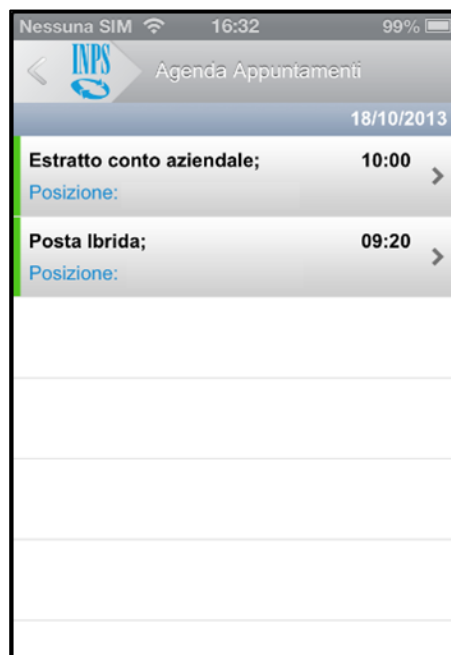 Nessuna SIM 16:32 99%
INPS Agenda Appuntamenti
18/10/2013
Estratto conto aziendale; 10:00
Posizione:
Posta Ibrida; 09:20
Posizione: